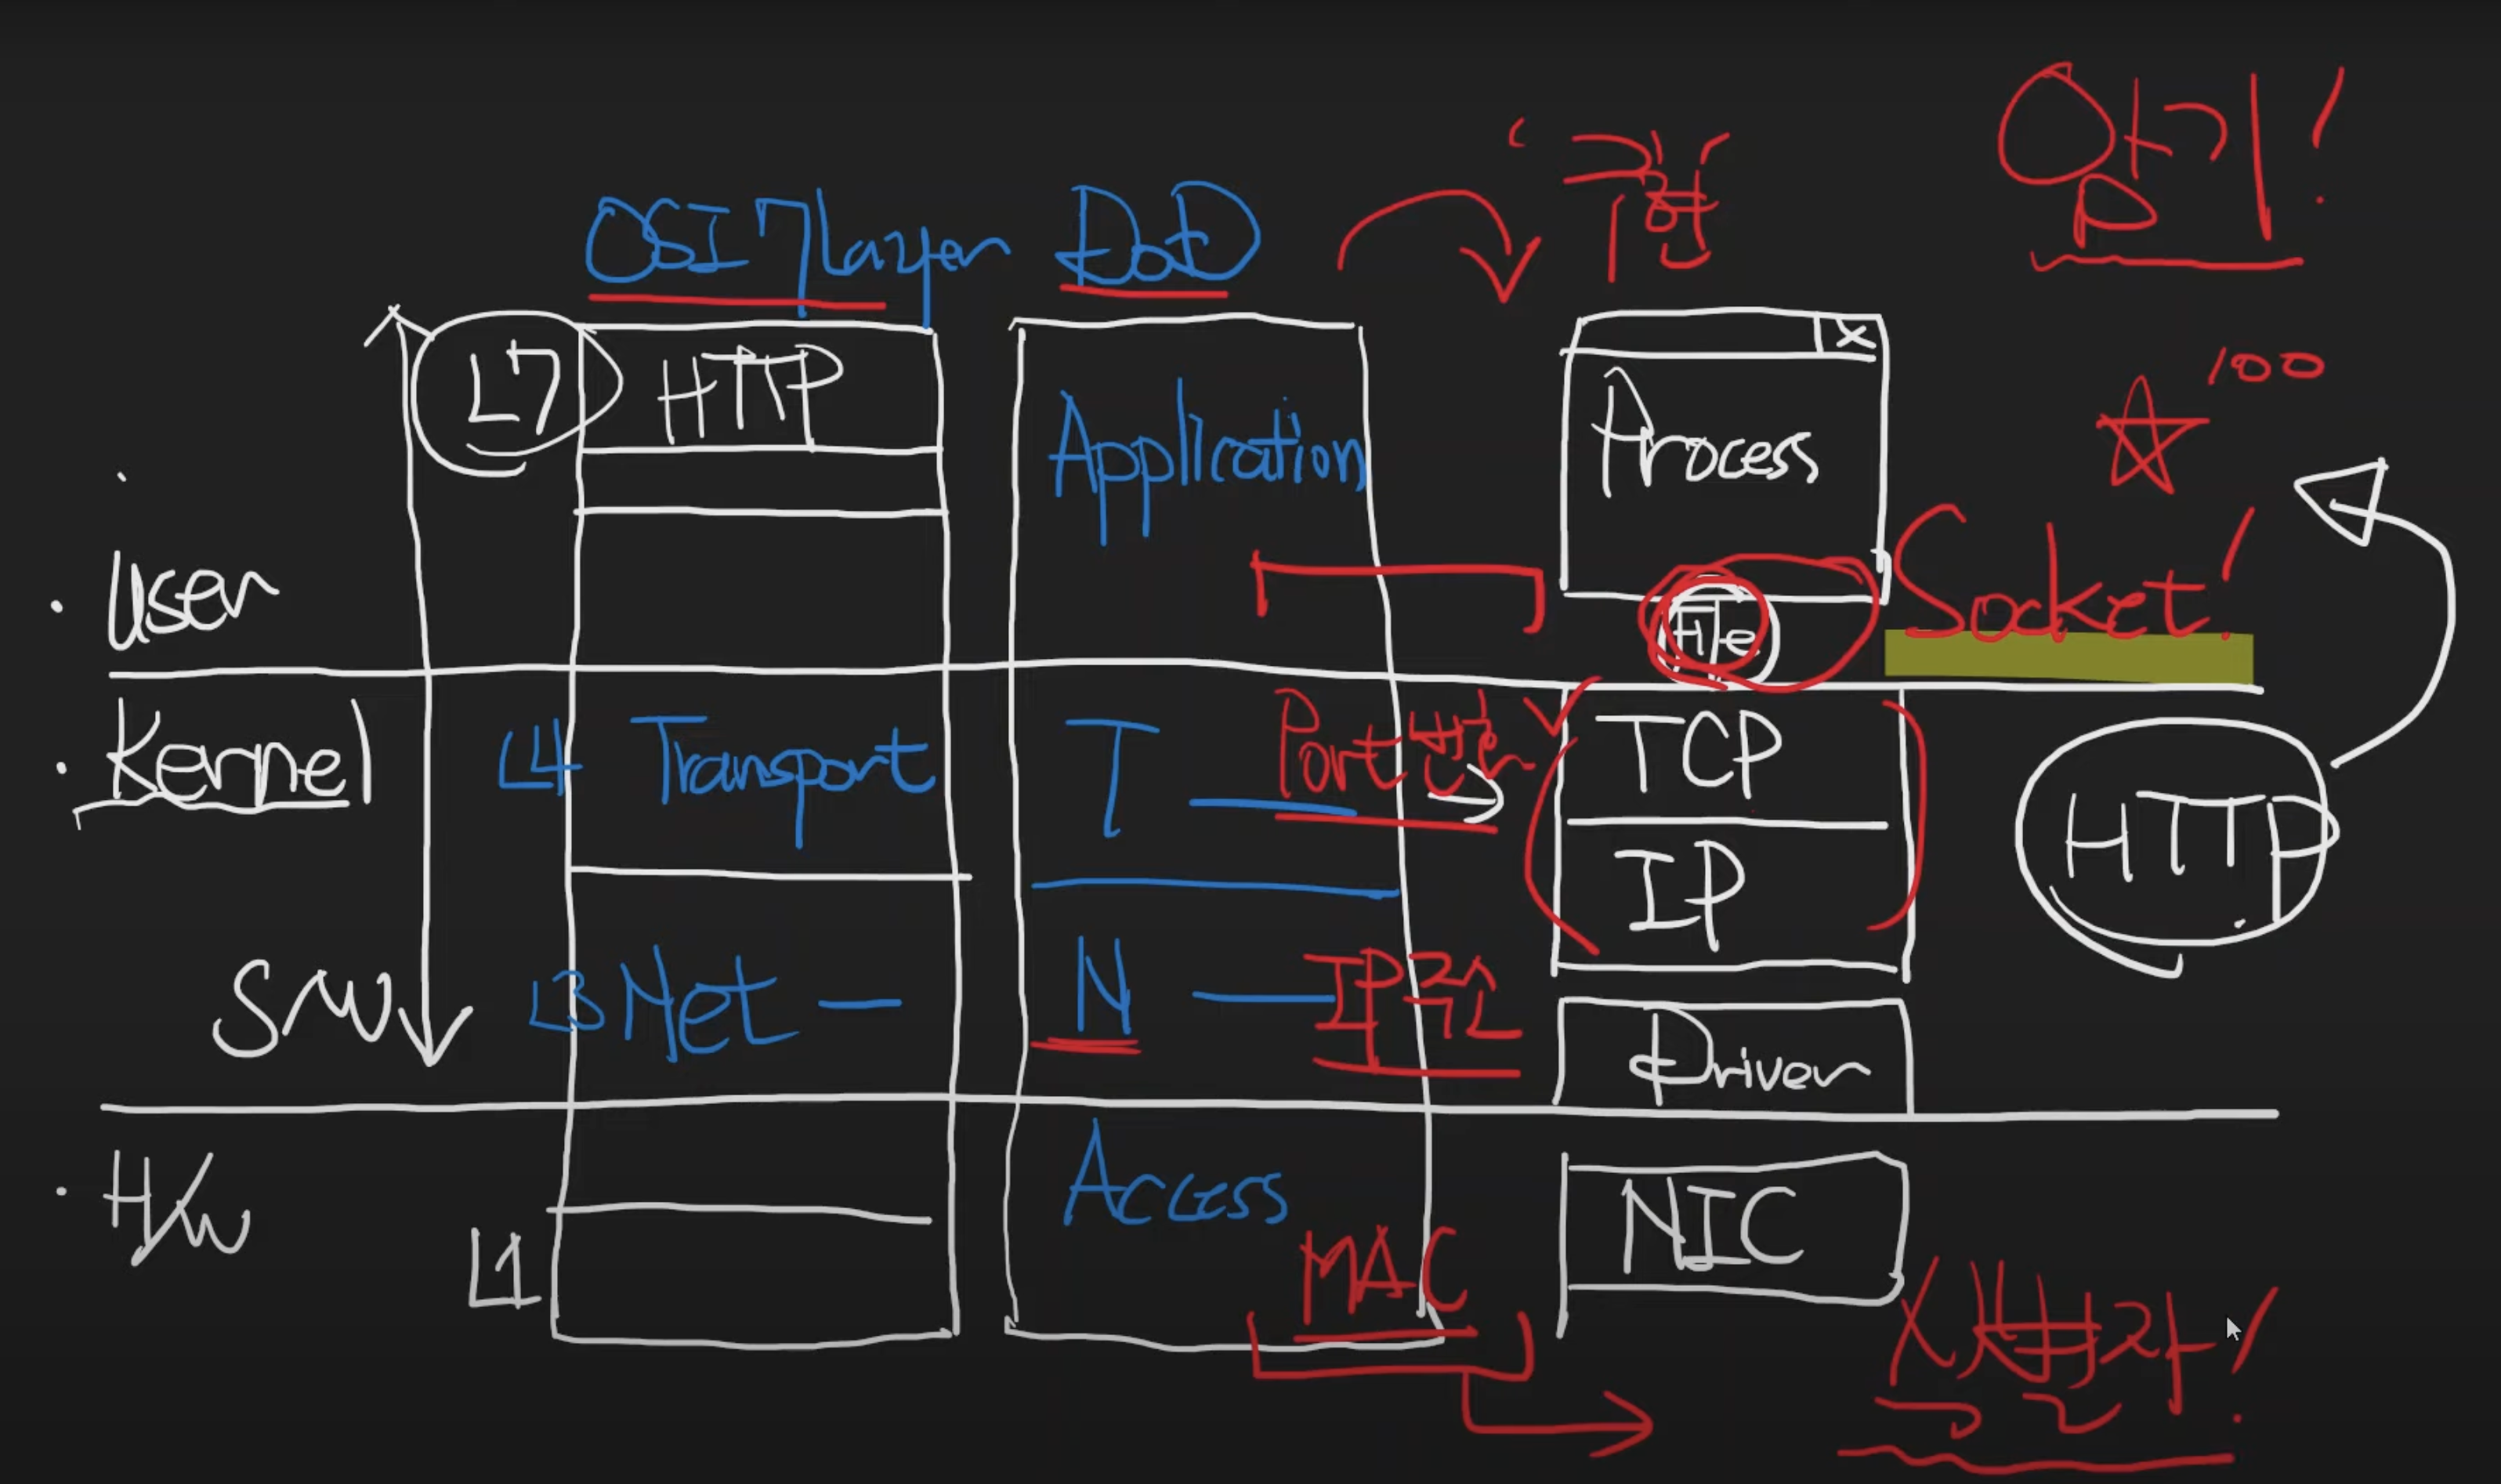 암기!
구현
OSI 7 layer
DoD
L7
HTTP
Application
Process
X
100
User
File
Socket!
Kernel
L4
Transport
T
Port 번호
TCP
HTTP
IP
S/W
L3
Net
N
IP 주소
Driver
H/W
Access
NIC
L1
MAC
식별자!